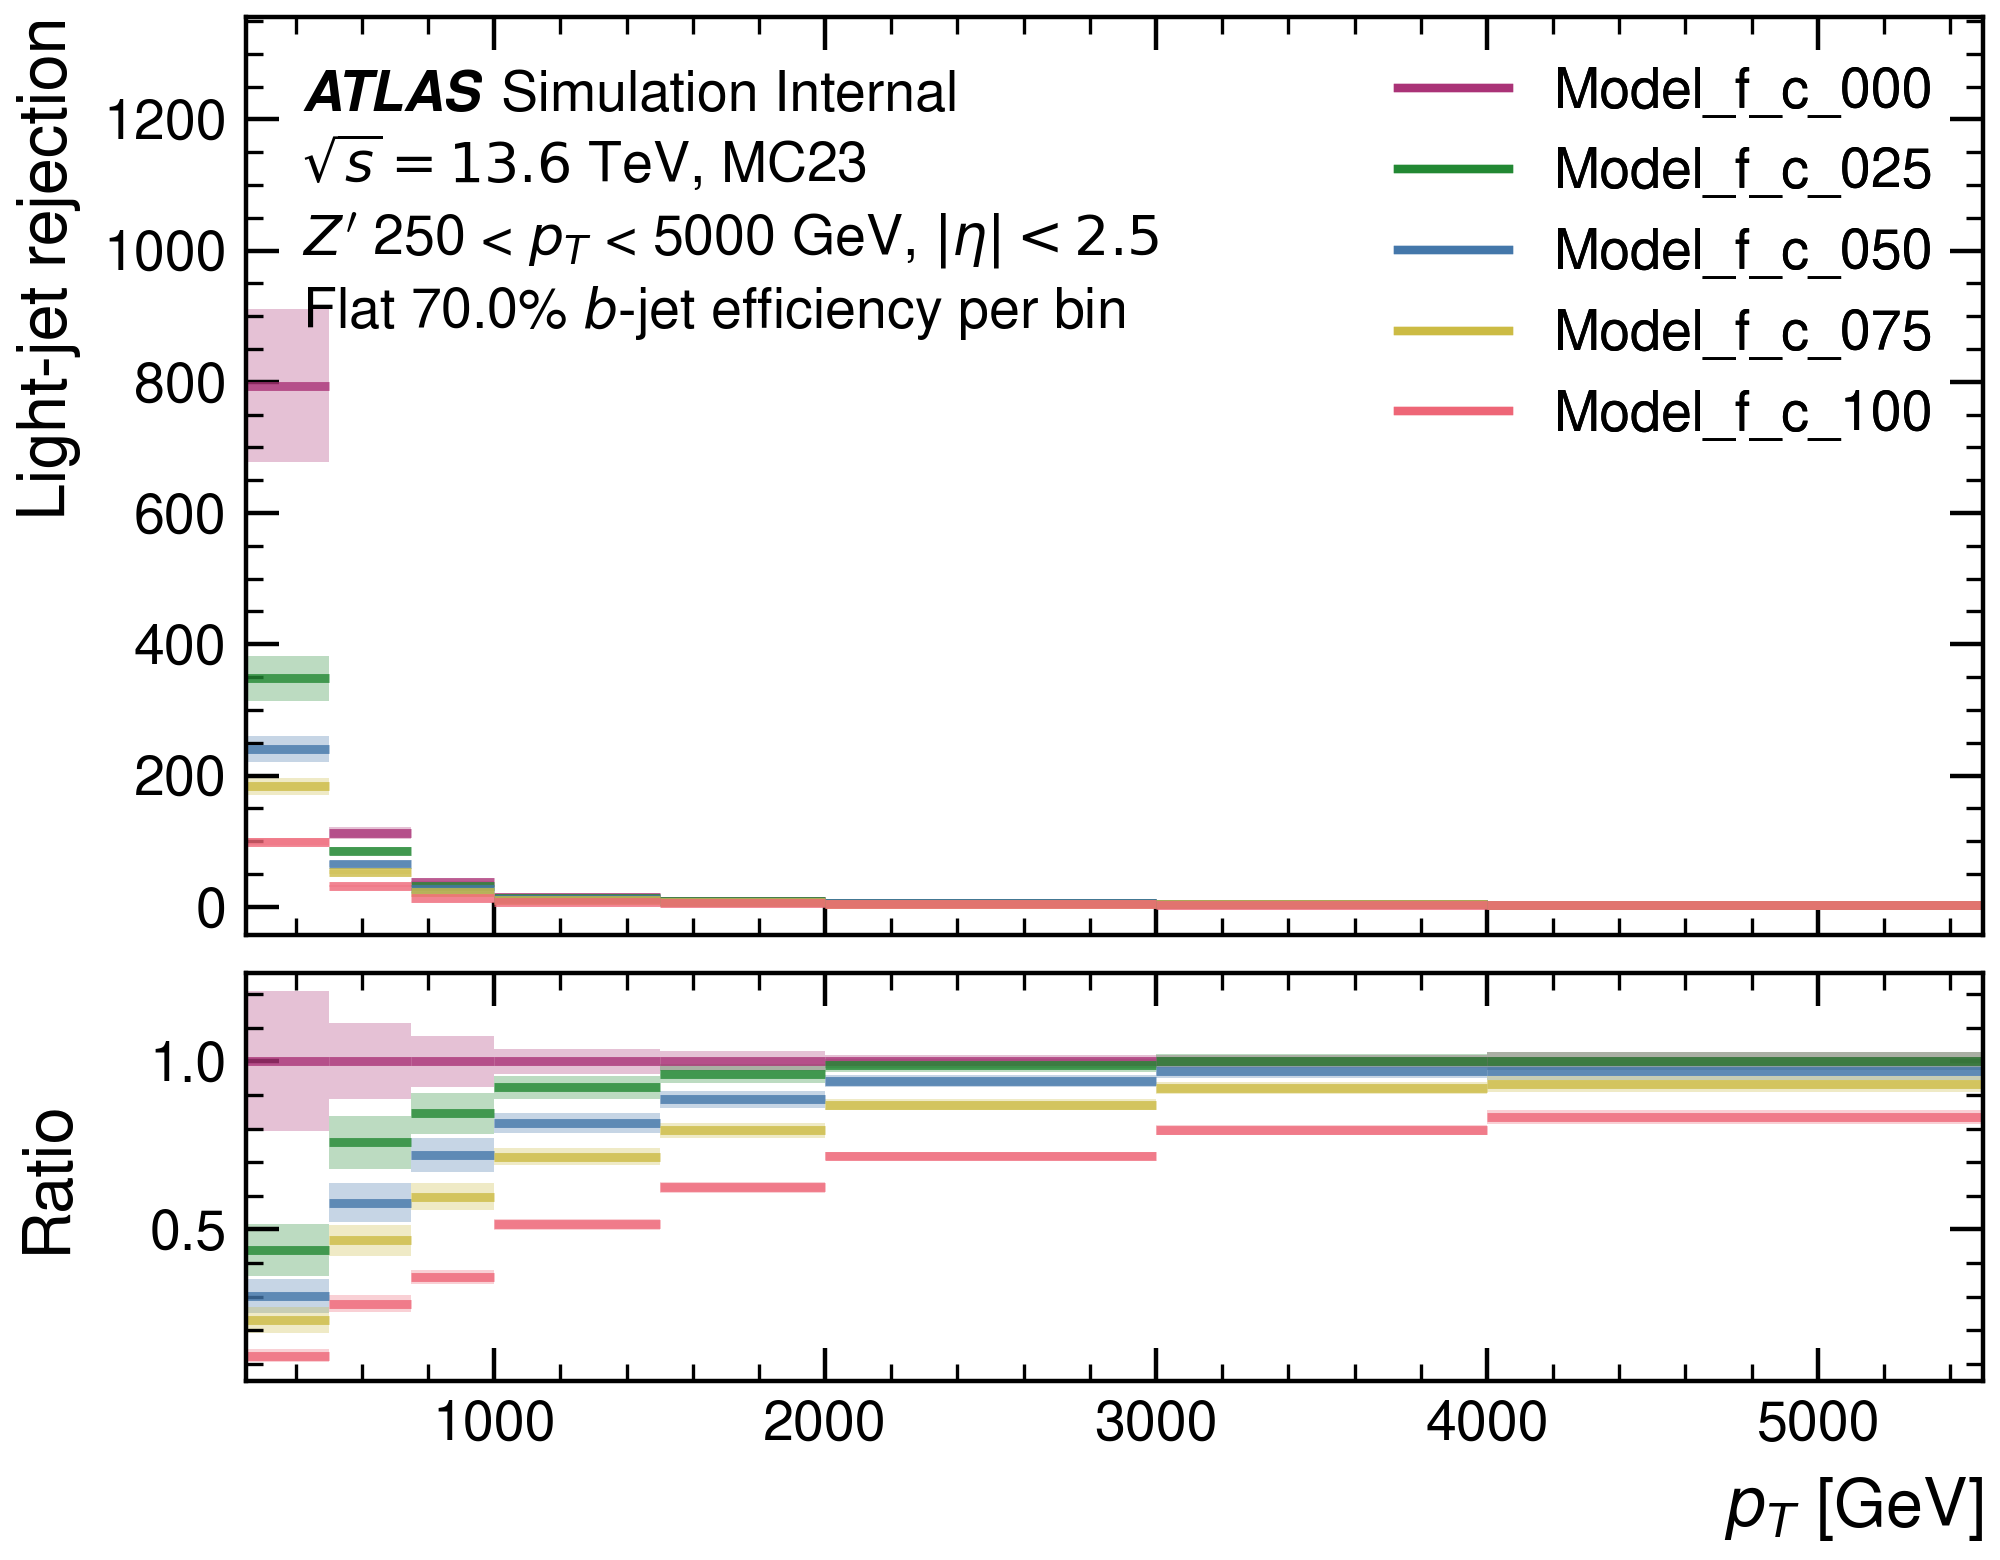 Light-jet rejection
1200
1000
800
600
400
200
0
ATLAS Simulation Internal
√s = 13.6 TeV, MC23
Z′ 250 < p_T < 5000 GeV, |η| < 2.5
Flat 70.0% b-jet efficiency per bin
Model_f_c_000
Model_f_c_025
Model_f_c_050
Model_f_c_075
Model_f_c_100
Ratio
1.0
0.5
1000 2000 3000 4000 5000
p_T [GeV]